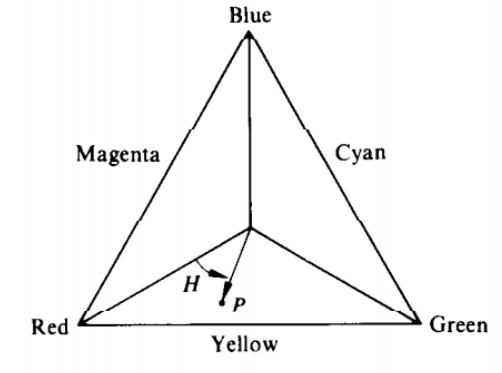 Blue
Magenta
Cyan
H
P
Red
Green
Yellow